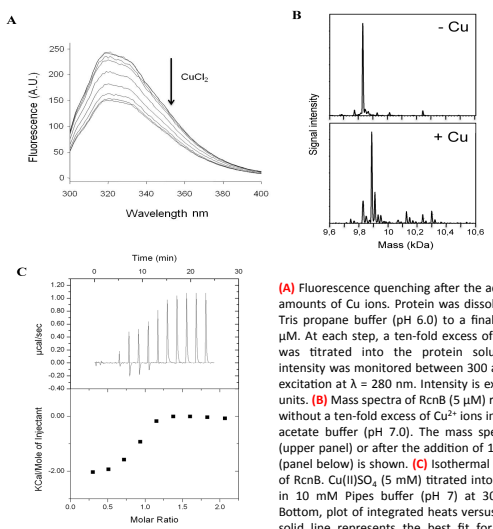 A
250
200
150
100
50
0
Fluorescence (A.U.)
CuCl₂
300 320 340 360 380 400
Wavelength nm
B
- Cu
+ Cu
Signal intensity
9,6 9,8 10 10,2 10,4 10,6
Mass (kDa)
C
Time (min)
0 5 10 15 20 25 30
1.20
1.00
0.80
0.60
0.40
0.20
0.00
-0.20
µcal/sec
0.00
-2.00
KCal/Mole of Injectant
0.0 0.5 1.0 1.5 2.0
Molar Ratio
(A) Fluorescence quenching after the ad
amounts of Cu ions. Protein was dissol
Tris propane buffer (pH 6.0) to a final
µM. At each step, a ten-fold excess of
was titrated into the protein solu
intensity was monitored between 300 a
excitation at λ = 280 nm. Intensity is ex
units. (B) Mass spectra of RcnB (5 µM) r
without a ten-fold excess of Cu²⁺ ions in
acetate buffer (pH 7.0). The mass spe
(upper panel) or after the addition of 1
(panel below) is shown. (C) Isothermal
of RcnB. Cu(II)SO₄ (5 mM) titrated into
in 10 mM Pipes buffer (pH 7) at 30
Bottom, plot of integrated heats versus
solid line represents the best fit for